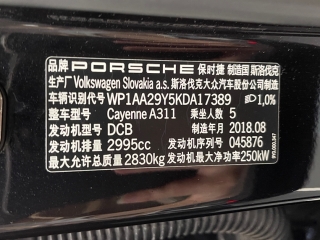 品牌 PORSCHE 保时捷 制造国 斯洛伐克
生产厂 Volkswagen Slovakia a.s. 斯洛伐克大众汽车股份公司制造
车辆识别代号 WP1AA29Y5KDA17389 1,0%
整车型号 Cayenne A311 乘坐人数 5
发动机型号 DCB 制造年月 2018.08
发动机排量 2995cc 发动机序列号 045876
最大允许总质量 2830kg 发动机最大净功率 250kW